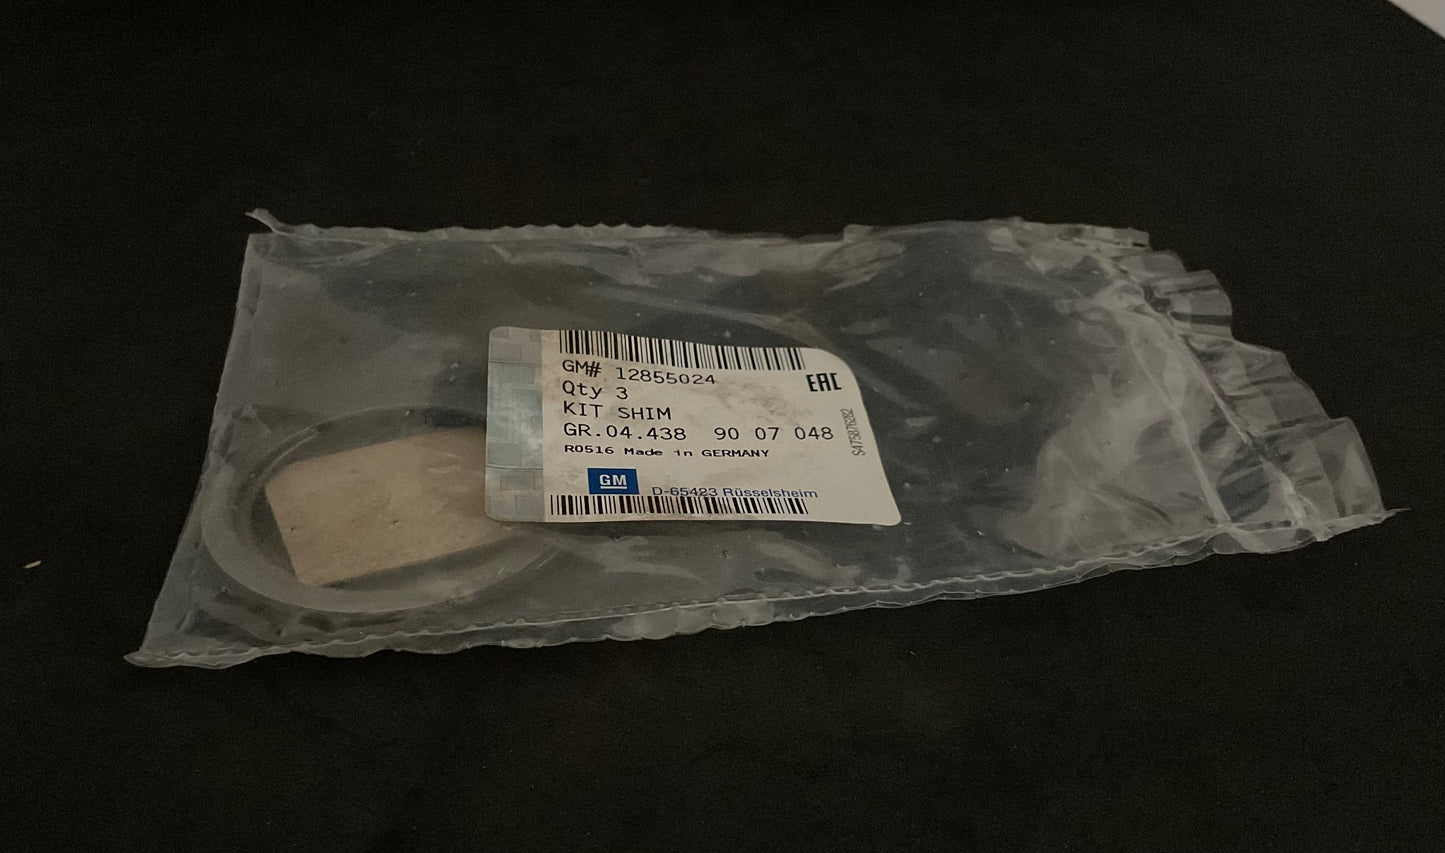 GM# 12855024
EAC
Qty 3
KIT SHIM
GR.04.438 90 07 048
S475876282
R0516 Made in GERMANY
GM
D-65423 Rüsselsheim